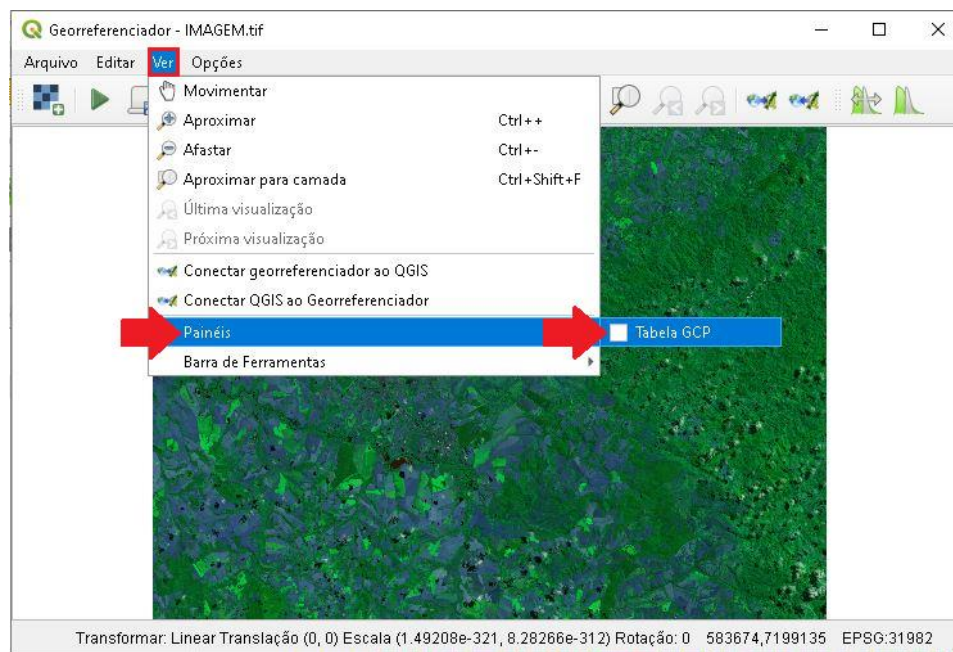 Georreferenciador - IMAGEM.tif
Arquivo Editar Ver Opções
Movimentar
Aproximar Ctrl++
Afastar Ctrl+-
Aproximar para camada Ctrl+Shift+F
Última visualização
Próxima visualização
Conectar georreferenciador ao QGIS
Conectar QGIS ao Georreferenciador
Painéis Tabela GCP
Barra de Ferramentas
Transformar: Linear Translação (0, 0) Escala (1.49208e-321, 8.28266e-312) Rotação: 0 583674,7199135 EPSG:31982